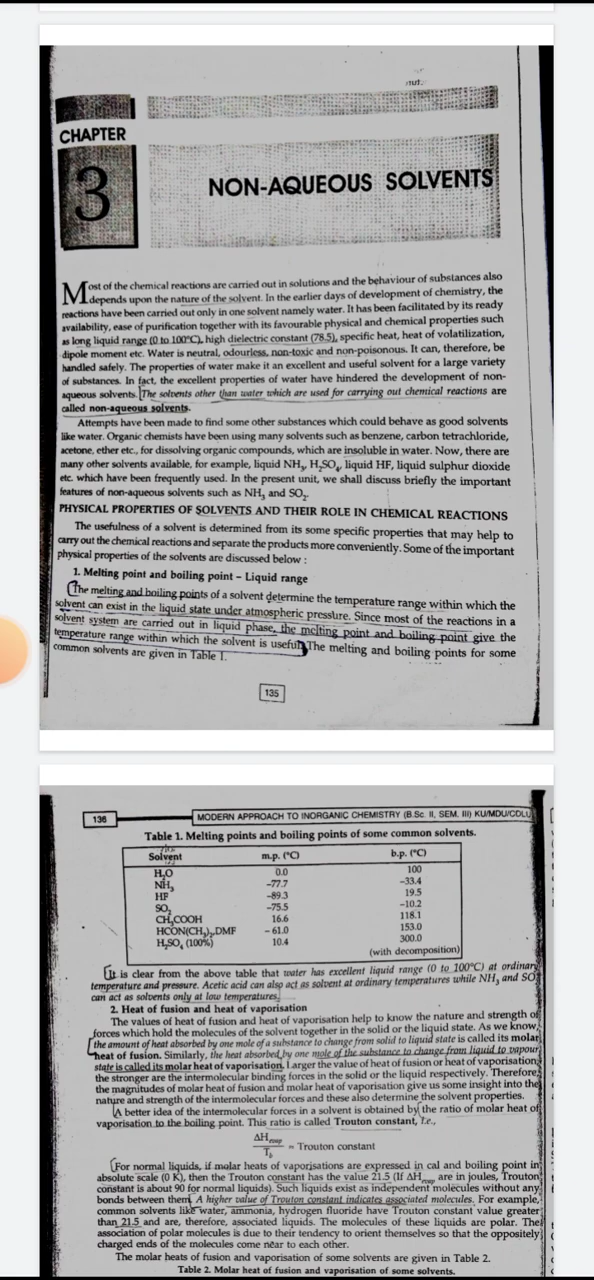 CHAPTER
3
NON-AQUEOUS SOLVENTS
Most of the chemical reactions are carried out in solutions and the behaviour of substances also
depends upon the nature of the solvent. In the earlier days of development of chemistry, the
reactions have been carried out only in one solvent namely water. It has been facilitated by its ready
availability, ease of purification together with its favourable physical and chemical properties such
as long liquid range (0 to 100°C), high dielectric constant (78.5), specific heat, heat of volatilization,
dipole moment etc. Water is neutral, odourless, non-toxic and non-poisonous. It can, therefore, be
handled safely. The properties of water make it an excellent and useful solvent for a large variety
of substances. In fact, the excellent properties of water have hindered the development of non-
aqueous solvents. The solvents other than water which are used for carrying out chemical reactions are
called non-aqueous solvents.
Attempts have been made to find some other substances which could behave as good solvents
like water. Organic chemists have been using many solvents such as benzene, carbon tetrachloride,
acetone, ether etc., for dissolving organic compounds, which are insoluble in water. Now, there are
many other solvents available, for example, liquid NH₃, H₂SO₄, liquid HF, liquid sulphur dioxide
etc. which have been frequently used. In the present unit, we shall discuss briefly the important
features of non-aqueous solvents such as NH₃ and SO₂.
PHYSICAL PROPERTIES OF SOLVENTS AND THEIR ROLE IN CHEMICAL REACTIONS
The usefulness of a solvent is determined from its some specific properties that may help to
carry out the chemical reactions and separate the products more conveniently. Some of the important
physical properties of the solvents are discussed below :
1. Melting point and boiling point – Liquid range
The melting and boiling points of a solvent determine the temperature range within which the
solvent can exist in the liquid state under atmospheric pressure. Since most of the reactions in a
solvent system are carried out in liquid phase, the melting point and boiling point give the
temperature range within which the solvent is useful. The melting and boiling points for some
common solvents are given in Table 1.
135
136 MODERN APPROACH TO INORGANIC CHEMISTRY (B.Sc. II, SEM. III) KU/MDU/CDLU
Table 1. Melting points and boiling points of some common solvents.
Solvent m.p. (°C) b.p. (°C)
H₂O 0.0 100
NH₃ –77.7 –33.4
HF –89.3 19.5
SO₂ –75.5 –10.2
CH₃COOH 16.6 118.1
HCON(CH₃)₂, DMF – 61.0 153.0
H₂SO₄ (100%) 10.4 300.0
(with decomposition)
It is clear from the above table that water has excellent liquid range (0 to 100°C) at ordinary
temperature and pressure. Acetic acid can also act as solvent at ordinary temperatures while NH₃ and SO₂
can act as solvents only at low temperatures.
2. Heat of fusion and heat of vaporisation
The values of heat of fusion and heat of vaporisation help to know the nature and strength of
forces which hold the molecules of the solvent together in the solid or the liquid state. As we know,
the amount of heat absorbed by one mole of a substance to change from solid to liquid state is called its molar
heat of fusion. Similarly, the heat absorbed by one mole of the substance to change from liquid to vapour
state is called its molar heat of vaporisation. Larger the value of heat of fusion or heat of vaporisation,
the stronger are the intermolecular binding forces in the solid or the liquid respectively. Therefore,
the magnitudes of molar heat of fusion and molar heat of vaporisation give us some insight into the
nature and strength of the intermolecular forces and these also determine the solvent properties.
A better idea of the intermolecular forces in a solvent is obtained by the ratio of molar heat of
vaporisation to the boiling point. This ratio is called Trouton constant, i.e.,
ΔHvap / Tb = Trouton constant
For normal liquids, if molar heats of vaporisations are expressed in cal and boiling point in
absolute scale (0 K), then the Trouton constant has the value 21.5 (If ΔHvap are in joules, Trouton
constant is about 90 for normal liquids). Such liquids exist as independent molecules without any
bonds between them. A higher value of Trouton constant indicates associated molecules. For example,
common solvents like water, ammonia, hydrogen fluoride have Trouton constant value greater
than 21.5 and are, therefore, associated liquids. The molecules of these liquids are polar. The
association of polar molecules is due to their tendency to orient themselves so that the oppositely
charged ends of the molecules come near to each other.
The molar heats of fusion and vaporisation of some solvents are given in Table 2.
Table 2. Molar heat of fusion and vaporisation of some solvents.